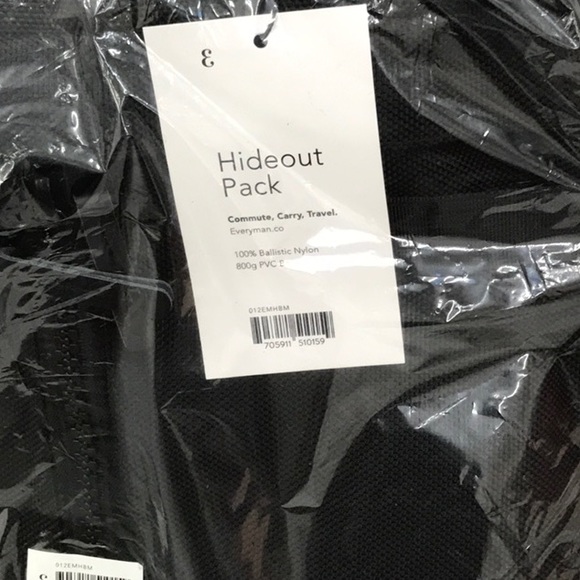 ε
Hideout
Pack
Commute, Carry, Travel.
Everyman.co
100% Ballistic Nylon
800g PVC
012EMHBM
705911 510159
012EMHBM
ε